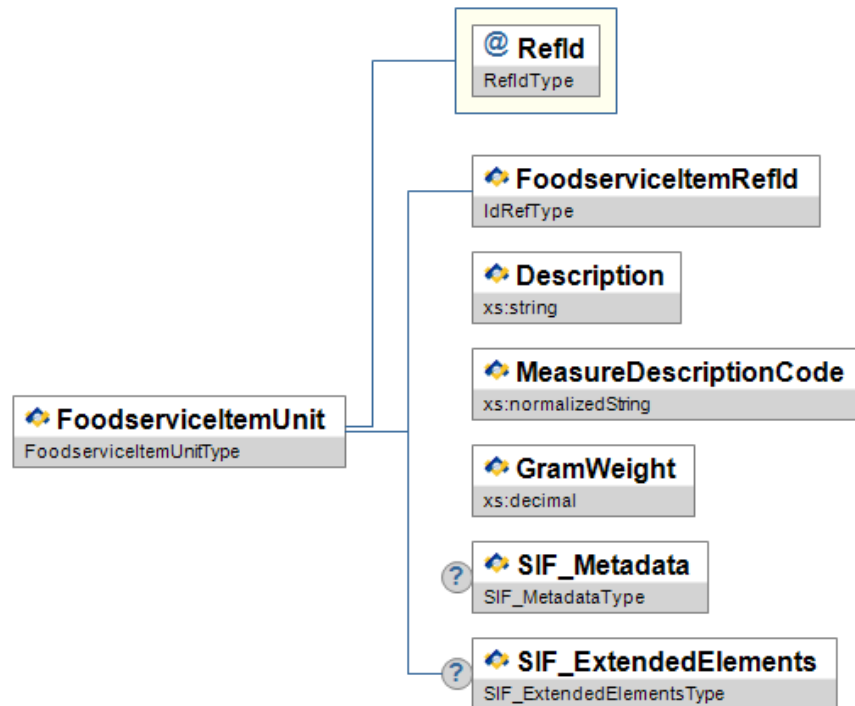 @ RefId
RefIdType
FoodserviceItemRefId
IdRefType
Description
xs:string
MeasureDescriptionCode
xs:normalizedString
FoodserviceItemUnit
FoodserviceItemUnitType
GramWeight
xs:decimal
? SIF_Metadata
SIF_MetadataType
? SIF_ExtendedElements
SIF_ExtendedElementsType